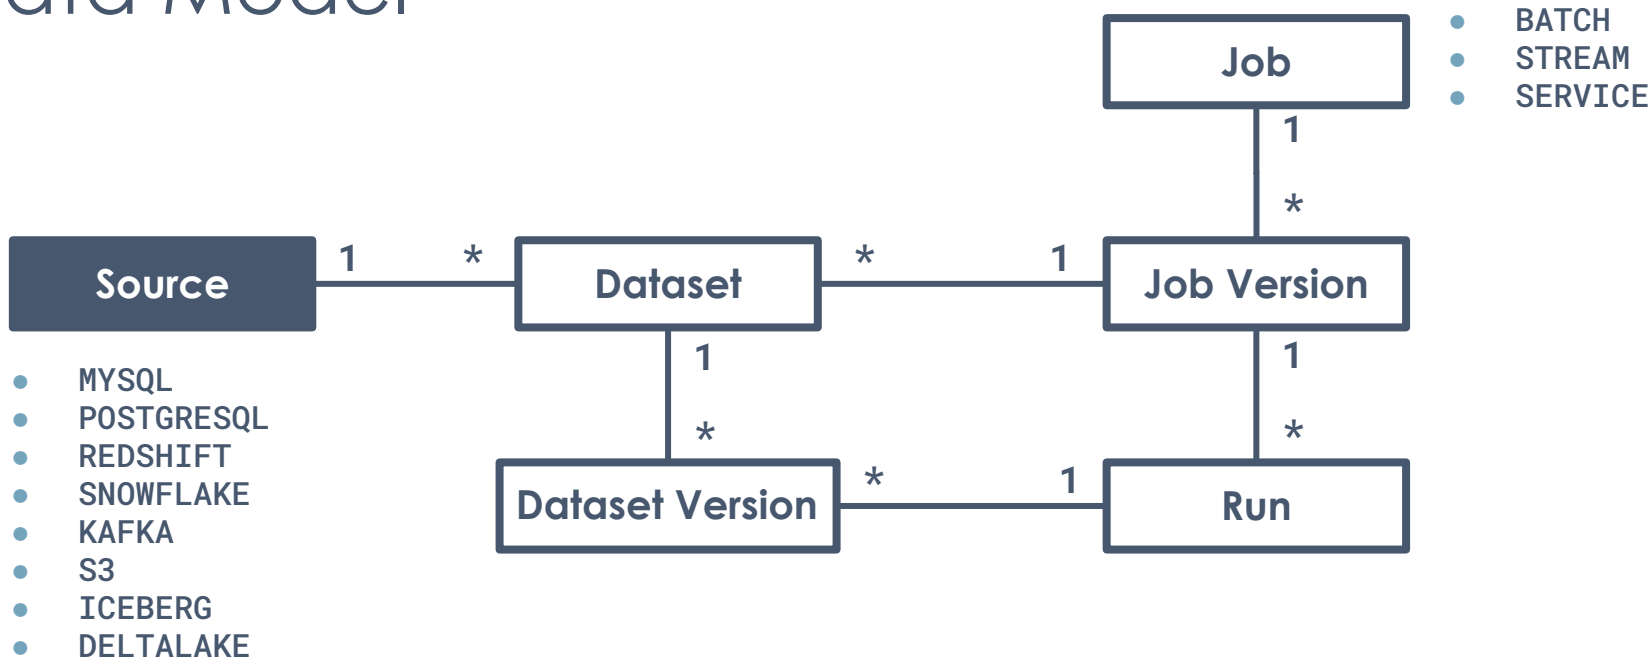 Model
Job
BATCH
STREAM
SERVICE
1
*
Source
1 *
Dataset
* 1
Job Version
MYSQL
POSTGRESQL
REDSHIFT
SNOWFLAKE
KAFKA
S3
ICEBERG
DELTALAKE
1
*
1
*
Dataset Version
* 1
Run